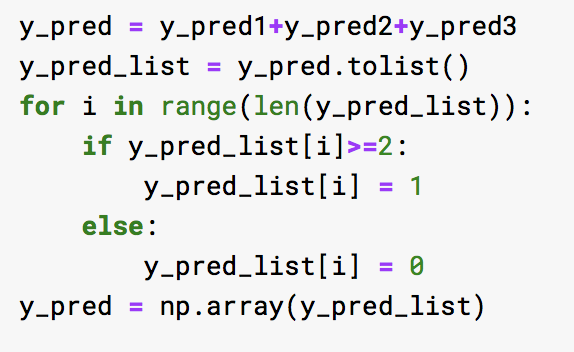 y_pred = y_pred1+y_pred2+y_pred3
y_pred_list = y_pred.tolist()
for i in range(len(y_pred_list)):
    if y_pred_list[i]>=2:
        y_pred_list[i] = 1
    else:
        y_pred_list[i] = 0
y_pred = np.array(y_pred_list)